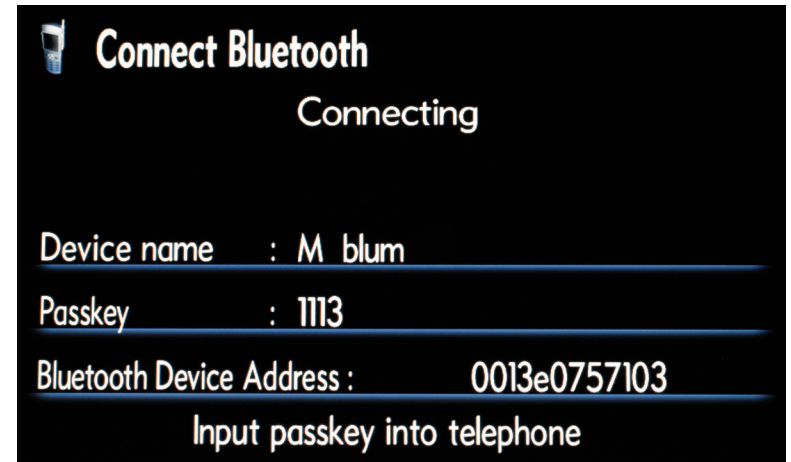 Connect Bluetooth
Connecting
Device name : M blum
Passkey : 1113
Bluetooth Device Address : 0013e0757103
Input passkey into telephone